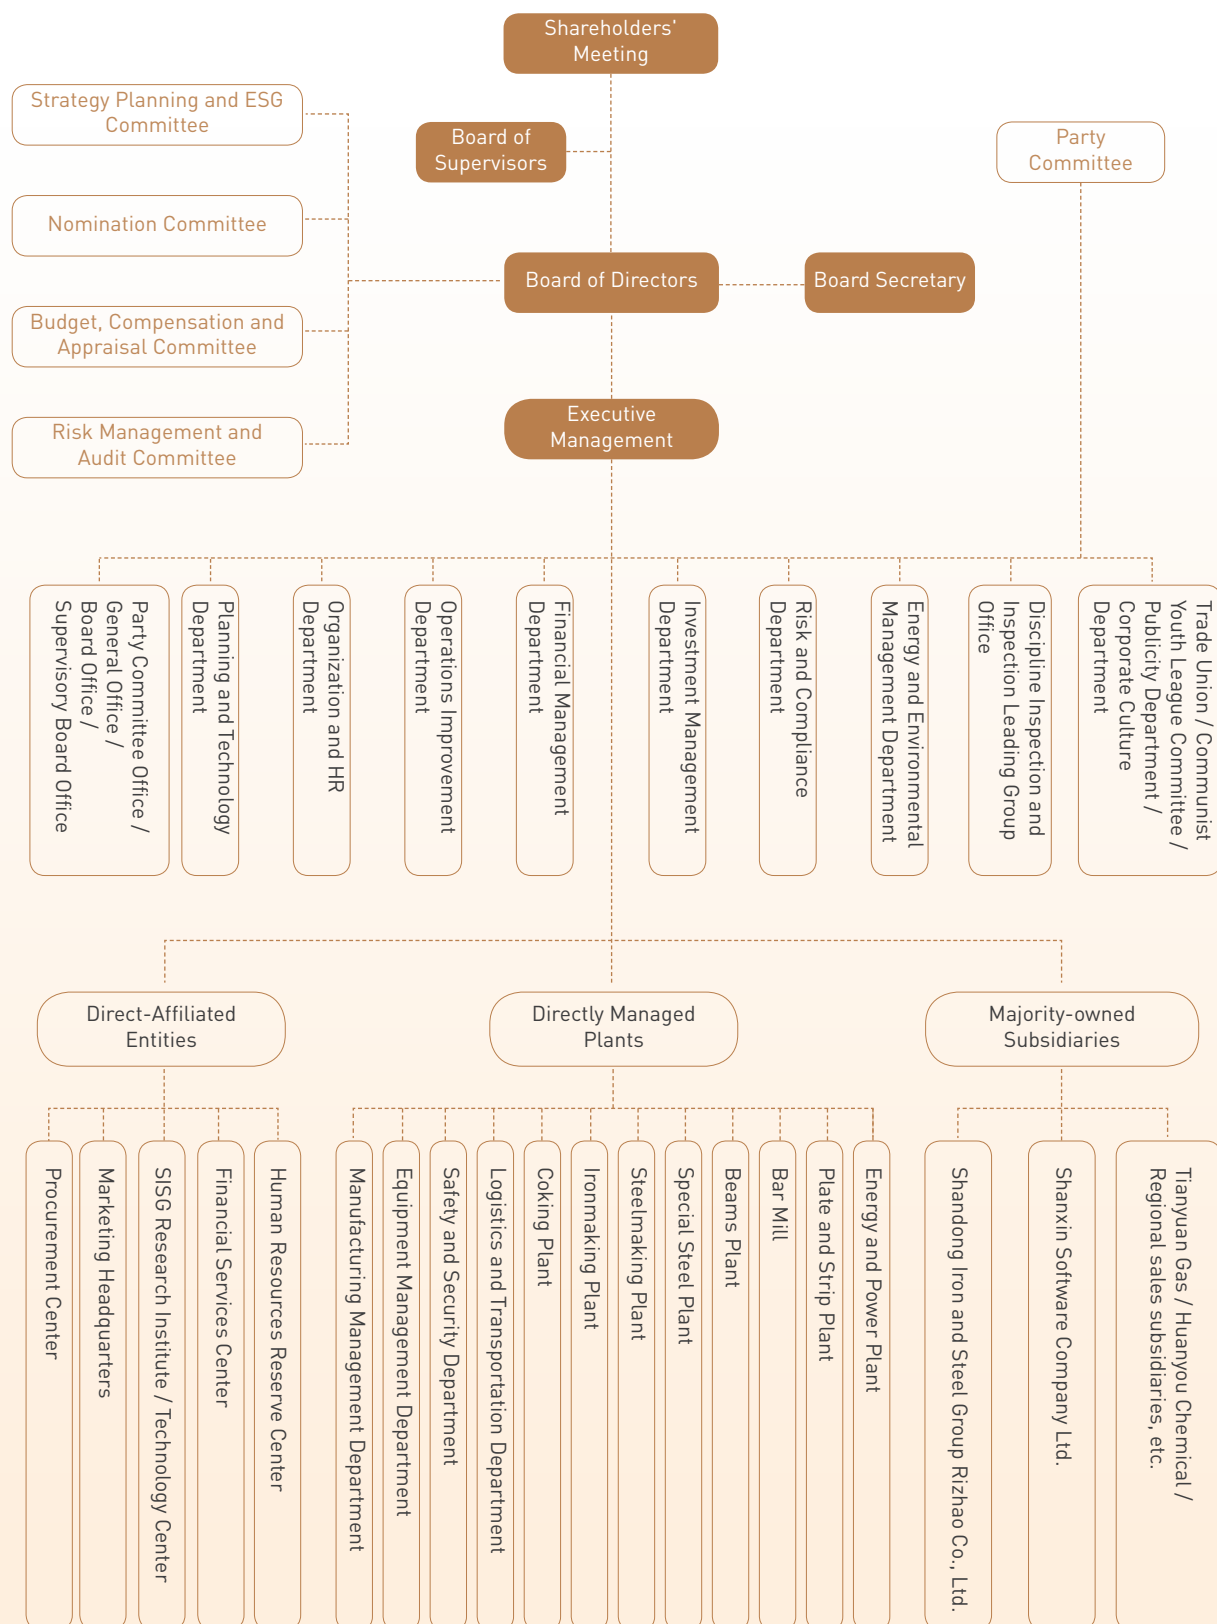 Shareholders'
Meeting
Strategy Planning and ESG
Committee
Board of
Supervisors
Party
Committee
Nomination Committee
Board of Directors
Board Secretary
Budget, Compensation and
Appraisal Committee
Executive
Management
Risk Management and
Audit Committee
Party Committee Office /
General Office /
Board Office /
Supervisory Board Office
Planning and Technology
Department
Organization and HR
Department
Operations Improvement
Department
Financial Management
Department
Investment Management
Department
Risk and Compliance
Department
Energy and Environmental
Management Department
Discipline Inspection and
Inspection Leading Group
Office
Trade Union / Communist
Youth League Committee /
Publicity Department /
Corporate Culture
Department
Direct-Affiliated
Entities
Directly Managed
Plants
Majority-owned
Subsidiaries
Procurement Center
Marketing Headquarters
SISG Research Institute / Technology Center
Financial Services Center
Human Resources Reserve Center
Manufacturing Management Department
Equipment Management Department
Safety and Security Department
Logistics and Transportation Department
Coking Plant
Ironmaking Plant
Steelmaking Plant
Special Steel Plant
Beams Plant
Bar Mill
Plate and Strip Plant
Energy and Power Plant
Shandong Iron and Steel Group Rizhao Co., Ltd.
Shanxin Software Company Ltd.
Tianyuan Gas / Huanyou Chemical /
Regional sales subsidiaries, etc.